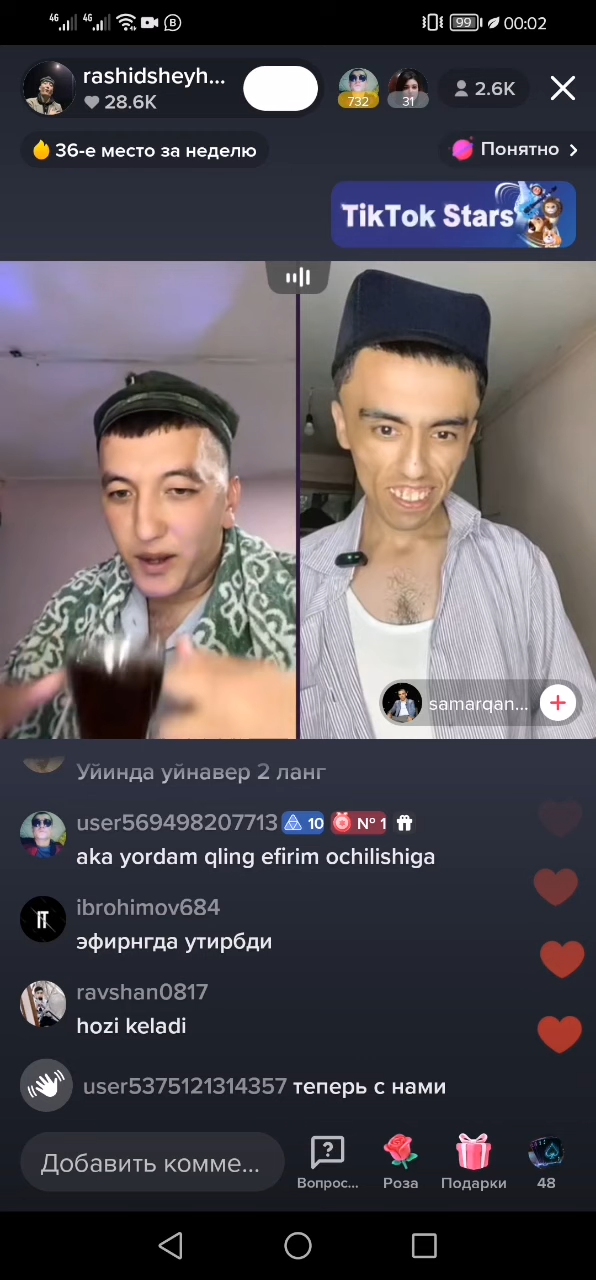 4G 4G 99 00:02
rashidsheyh...
28.6K
732
31
2.6K
36-е место за неделю
Понятно
TikTok Stars
samarqan...
Уйинда уйнавер 2 ланг
user569498207713 10 № 1
aka yordam qling efirim ochilishiga
ibrohimov684
эфирнгда утирбди
ravshan0817
hozi keladi
user5375121314357 теперь с нами
Добавить комме...
Вопрос...
Роза
Подарки
48